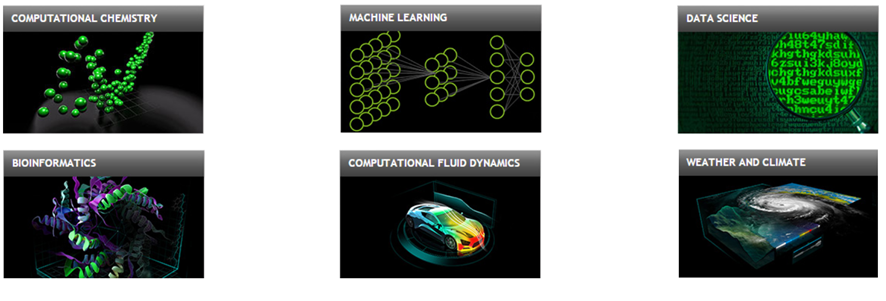 COMPUTATIONAL CHEMISTRY
MACHINE LEARNING
DATA SCIENCE
BIOINFORMATICS
COMPUTATIONAL FLUID DYNAMICS
WEATHER AND CLIMATE